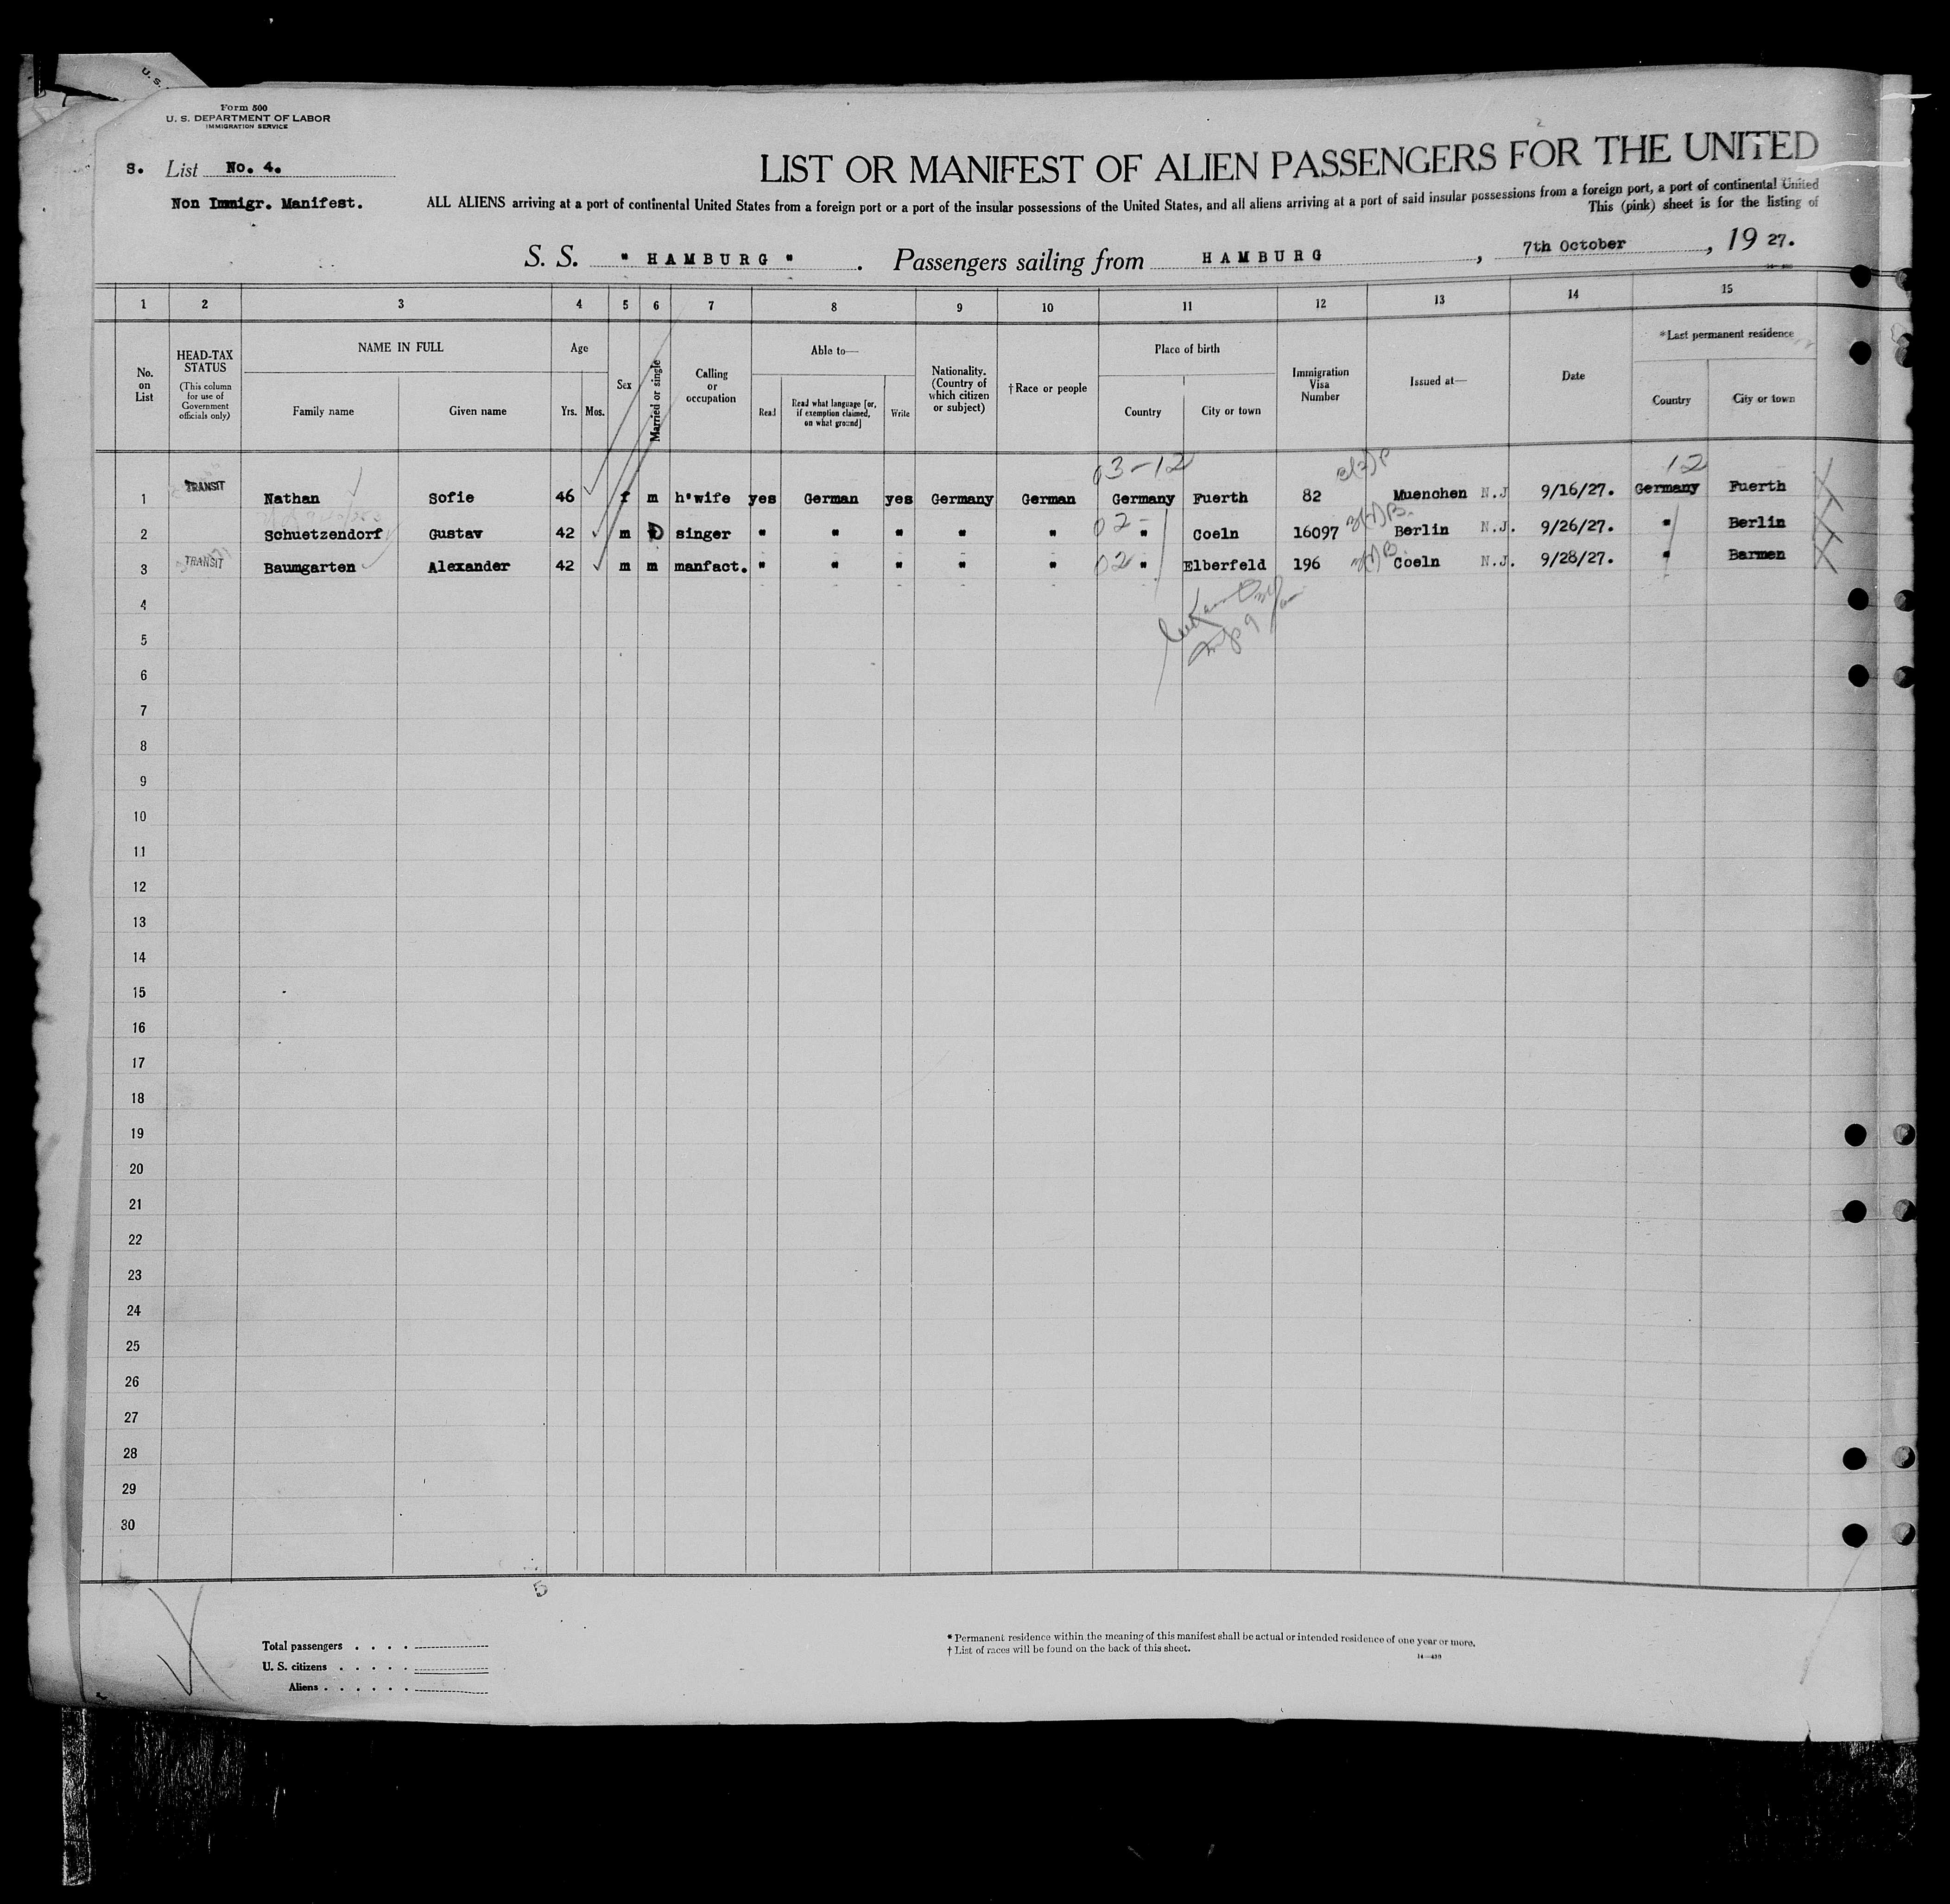 U. S.
Form 500
U. S. DEPARTMENT OF LABOR
IMMIGRATION SERVICE
S. List No. 4.
Non Immigr. Manifest.
LIST OR MANIFEST OF ALIEN PASSENGERS FOR THE UNITED
ALL ALIENS arriving at a port of continental United States from a foreign port or a port of the insular possessions of the United States, and all aliens arriving at a port of said insular possessions from a foreign port, a port of continental United
This (pink) sheet is for the listing of
S. S. " HAMBURG " . Passengers sailing from HAMBURG , 7th October , 19 27.
1 2 3 4 5 6 7 8 9 10 11 12 13 14 15
No. on List
HEAD-TAX STATUS (This column for use of Government officials only)
NAME IN FULL
Family name Given name
Age
Yrs. Mos.
Sex
Married or single
Calling or occupation
Able to—
Read
Read what language [or, if exemption claimed, on what ground]
Write
Nationality. (Country of which citizen or subject)
†Race or people
Place of birth
Country City or town
Immigration Visa Number
Issued at—
Date
*Last permanent residence
Country City or town
03-12 3(2)B 12
1 TRANSIT Nathan Sofie 46 f m h'wife yes German yes Germany German Germany Fuerth 82 Muenchen N.J 9/16/27. Germany Fuerth
2 Schuetzendorf Gustav 42 m D singer " " " " " 02- " Coeln 16097 Berlin N.J. 9/26/27. " Berlin
3 TRANSIT Baumgarten Alexander 42 m m manfact. " " " " " 02 " Elberfeld 196 Coeln N.J. 9/28/27. " Barmen
4
5
6
7
8
9
10
11
12
13
14
15
16
17
18
19
20
21
22
23
24
25
26
27
28
29
30
5
Total passengers . . . .
U. S. citizens . . . . .
Aliens . . . . . .
* Permanent residence within the meaning of this manifest shall be actual or intended residence of one year or more.
† List of races will be found on the back of this sheet.